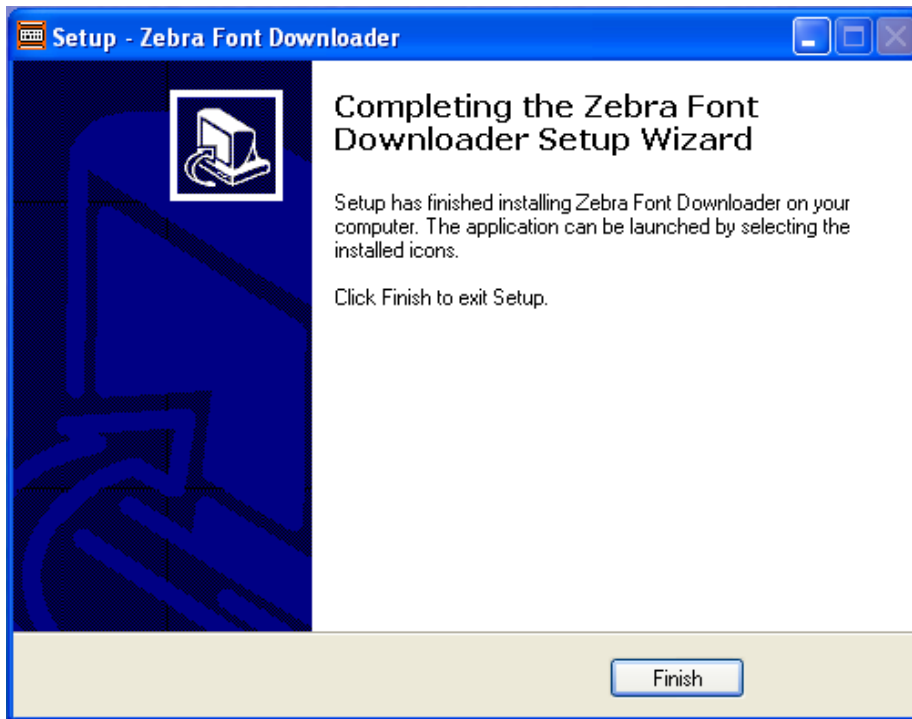 Setup - Zebra Font Downloader
Completing the Zebra Font
Downloader Setup Wizard
Setup has finished installing Zebra Font Downloader on your
computer. The application can be launched by selecting the
installed icons.
Click Finish to exit Setup.
Finish